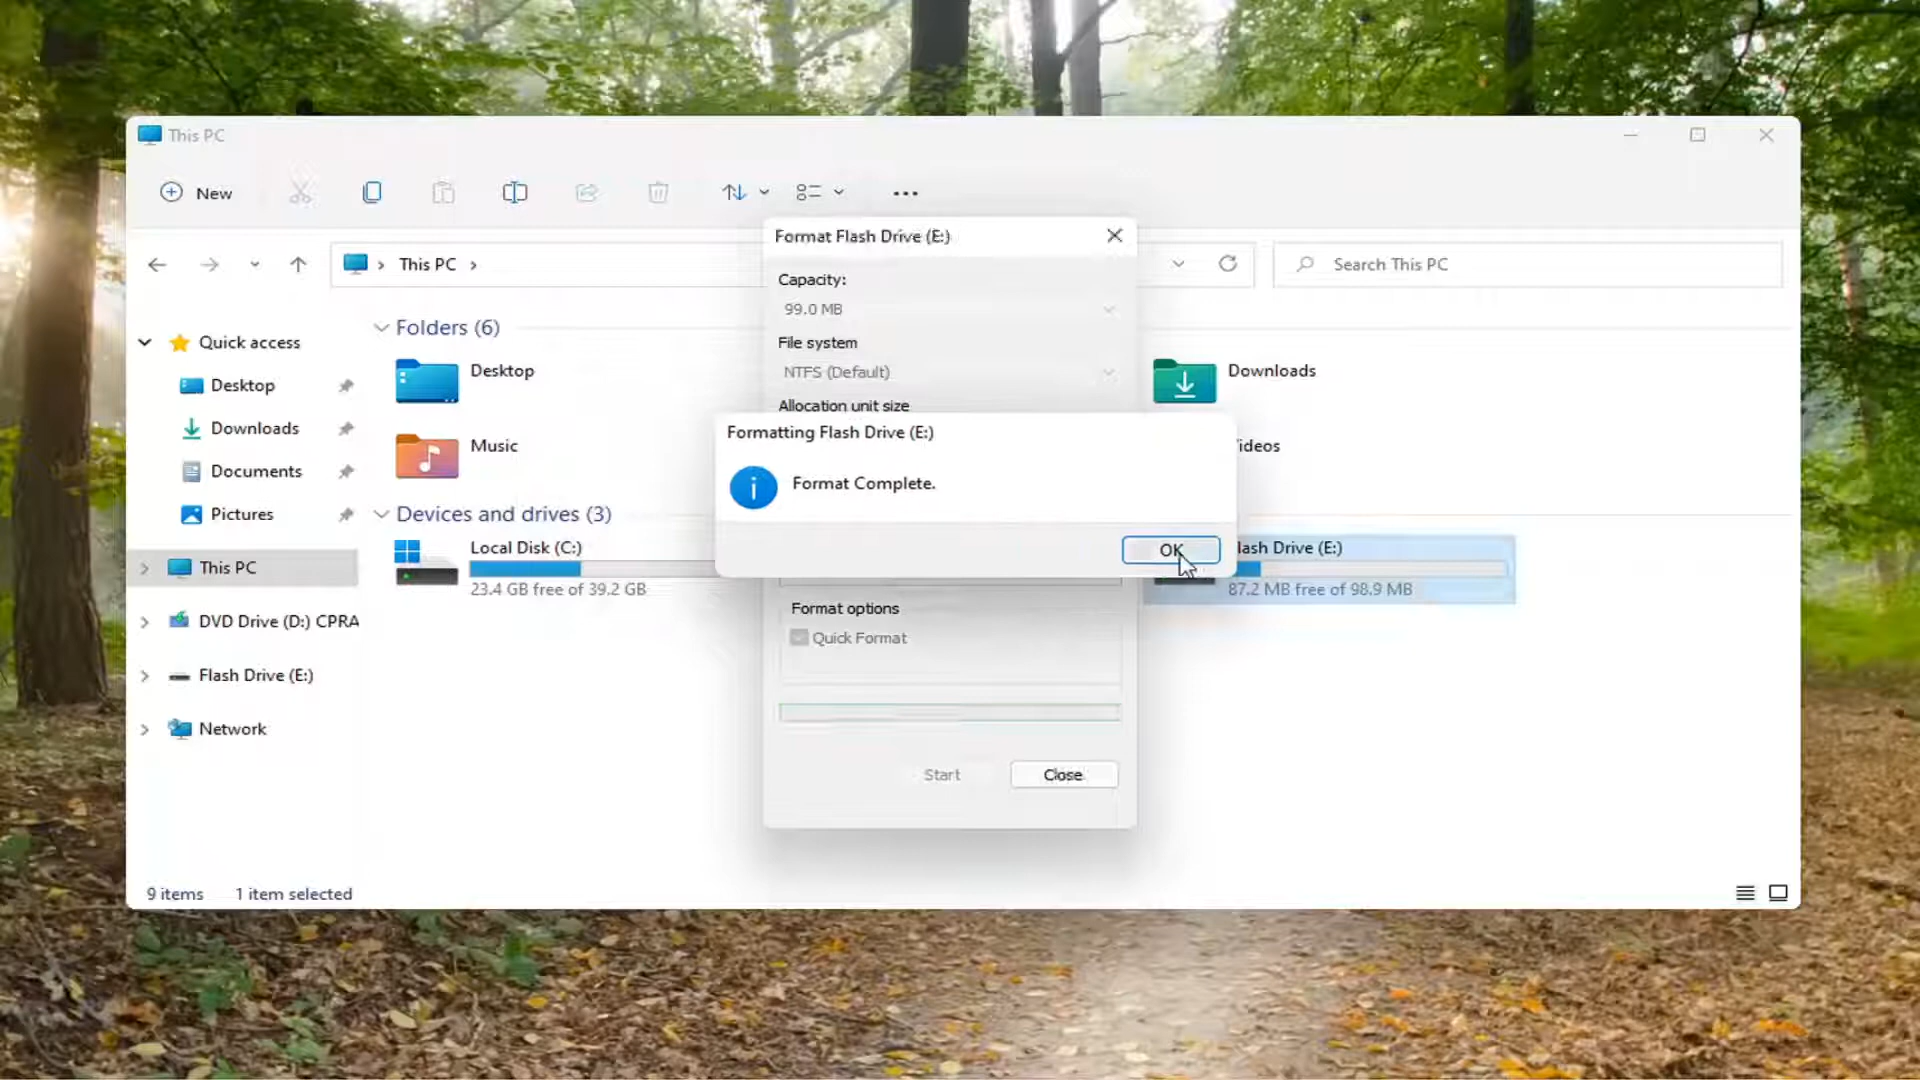 This PC
New
This PC
Search This PC
Quick access
Desktop
Downloads
Documents
Pictures
This PC
DVD Drive (D:) CPRA
Flash Drive (E:)
Network
Folders (6)
Desktop
Downloads
Music
ideos
Devices and drives (3)
Local Disk (C:)
23.4 GB free of 39.2 GB
lash Drive (E:)
87.2 MB free of 98.9 MB
Format Flash Drive (E:)
Capacity:
99.0 MB
File system
NTFS (Default)
Allocation unit size
Formatting Flash Drive (E:)
Format Complete.
OK
Format options
Quick Format
Start
Close
9 items
1 item selected